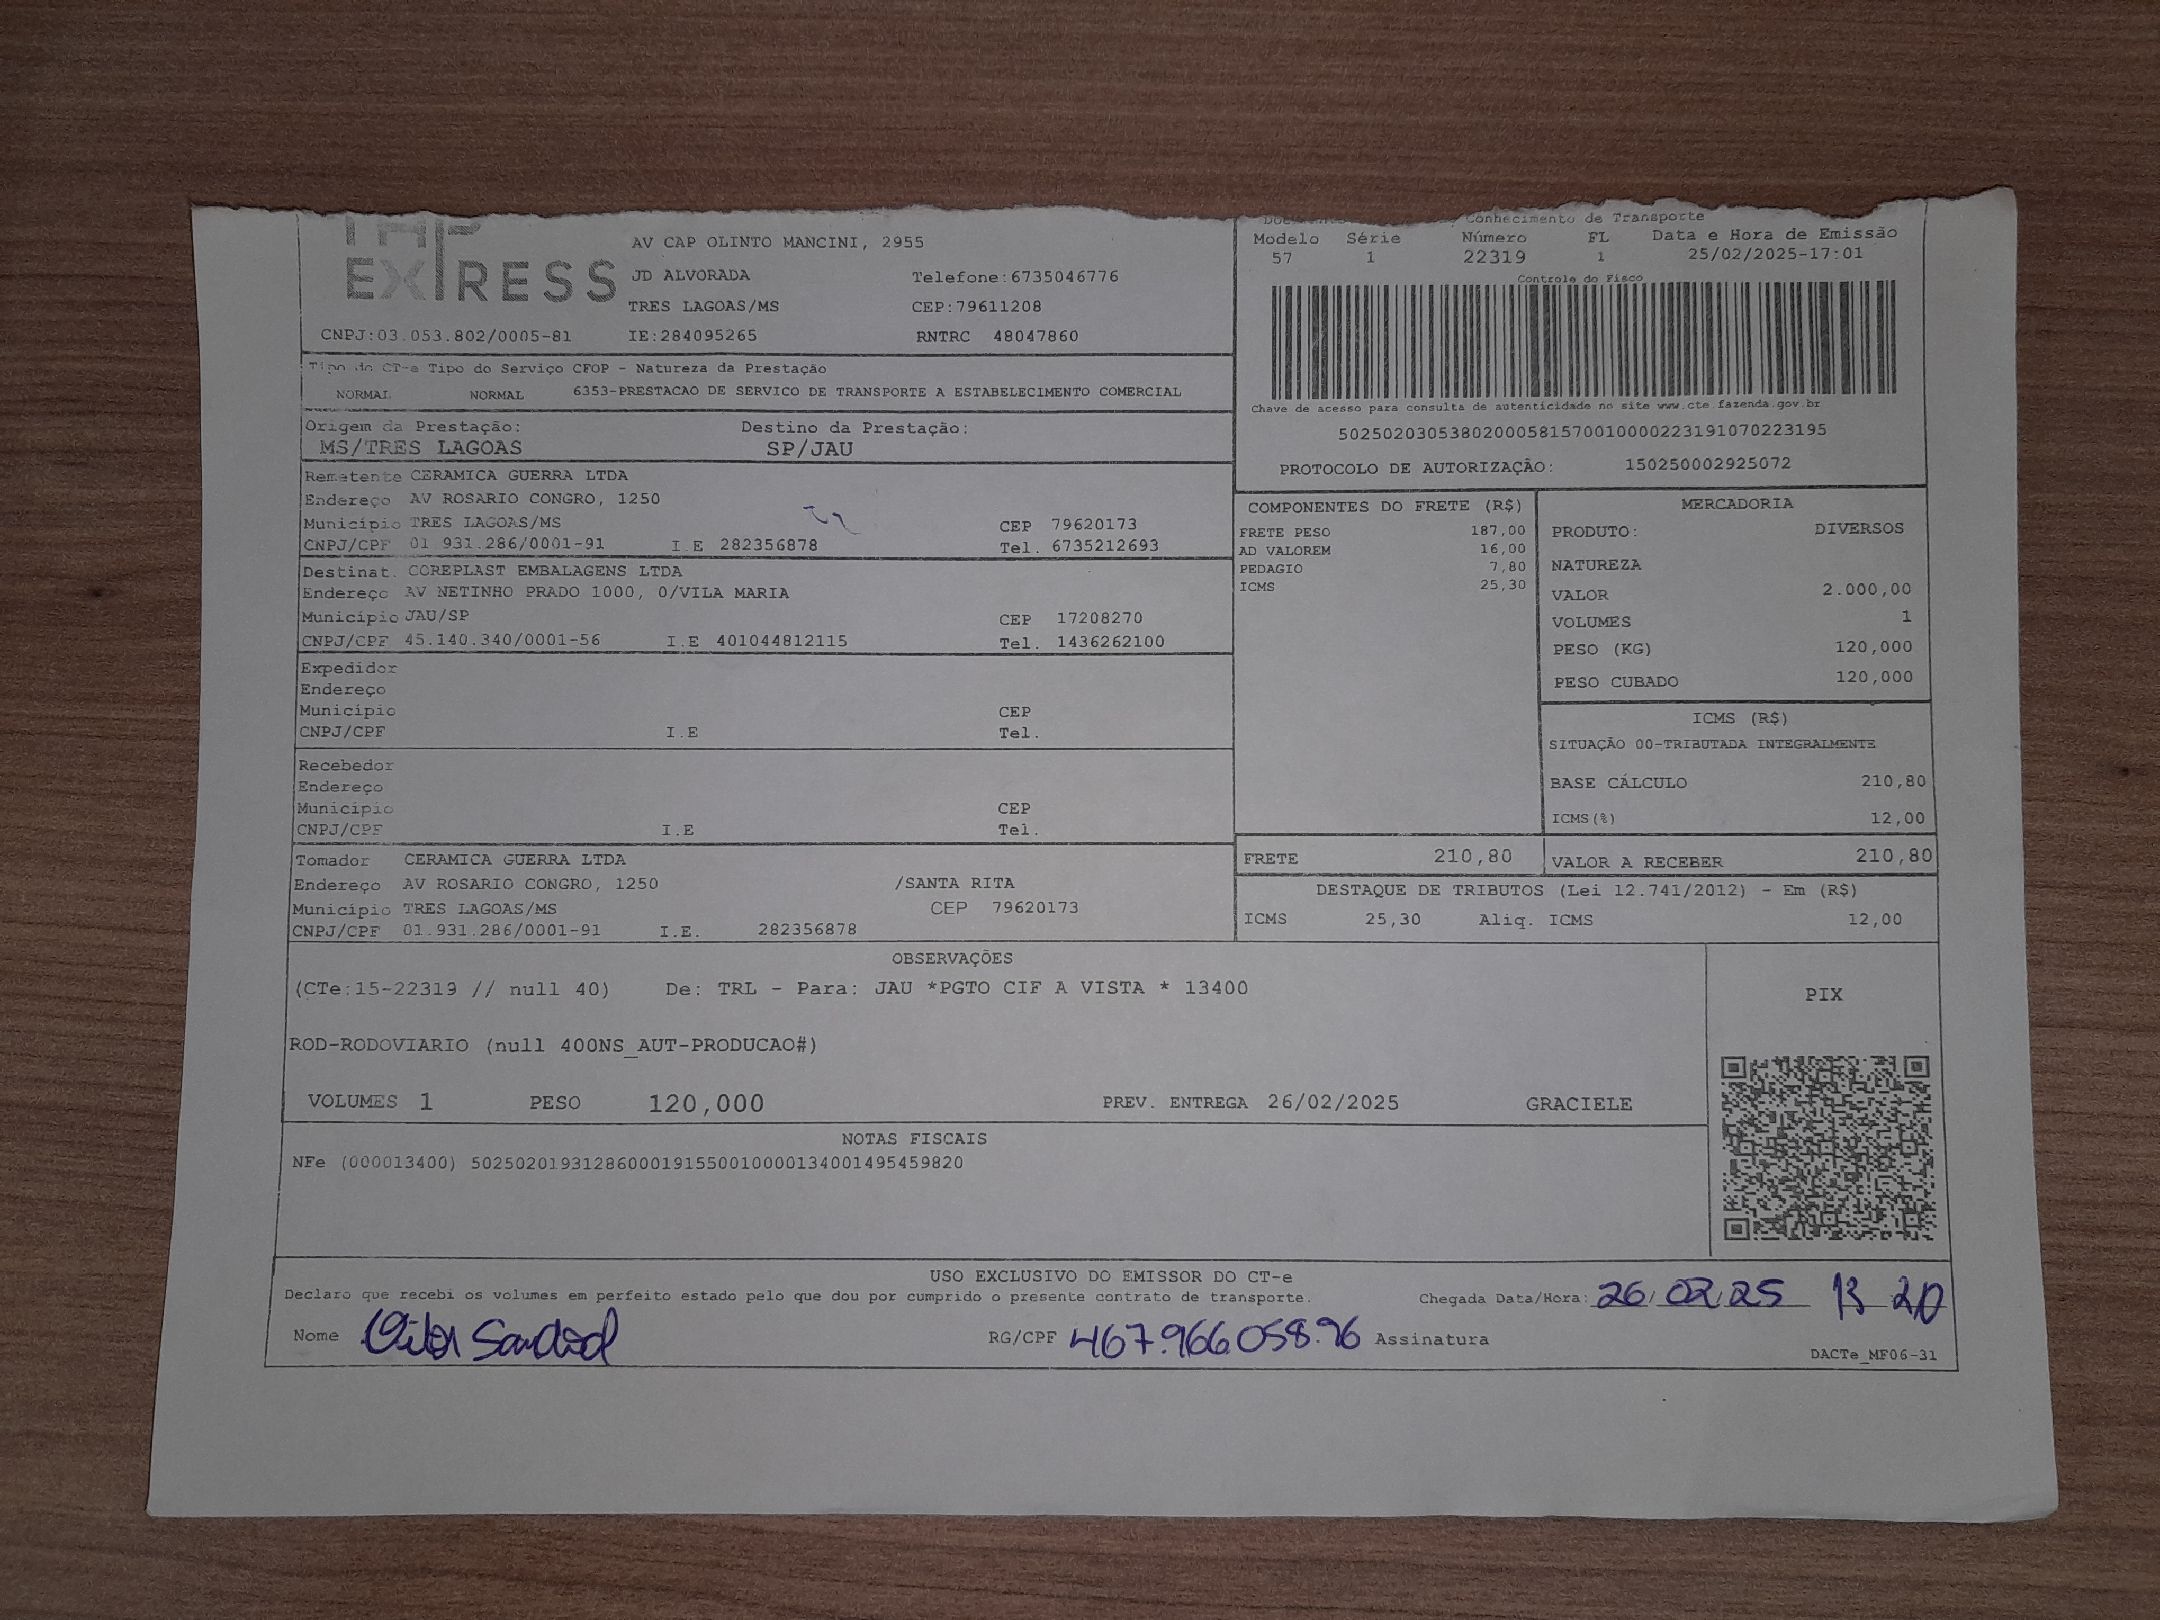 EXPRESS
AV CAP OLINTO MANCINI, 2955
JD ALVORADA Telefone:6735046776
TRES LAGOAS/MS CEP:79611208
CNPJ:03.053.802/0005-81 IE:284095265 RNTRC 48047860
Conhecimento de Transporte
Modelo Série Número FL Data e Hora de Emissão
57 1 22319 1 25/02/2025-17:01
Controle do Fisco
Chave de acesso para consulta de autenticidade no site www.cte.fazenda.gov.br
50250203053802000581570010000223191070223195
PROTOCOLO DE AUTORIZAÇÃO: 150250002925072
Tipo do CT-e Tipo do Serviço CFOP - Natureza da Prestação
NORMAL NORMAL 6353-PRESTACAO DE SERVICO DE TRANSPORTE A ESTABELECIMENTO COMERCIAL
Origem da Prestação: Destino da Prestação:
MS/TRES LAGOAS SP/JAU
Remetente CERAMICA GUERRA LTDA
Endereço AV ROSARIO CONGRO, 1250
Município TRES LAGOAS/MS CEP 79620173
CNPJ/CPF 01.931.286/0001-91 I.E 282356878 Tel. 6735212693
Destinat. COREPLAST EMBALAGENS LTDA
Endereço AV NETINHO PRADO 1000, 0/VILA MARIA
Município JAU/SP CEP 17208270
CNPJ/CPF 45.140.340/0001-56 I.E 401044812115 Tel. 1436262100
Expedidor
Endereço
Município CEP
CNPJ/CPF I.E Tel.
Recebedor
Endereço
Município CEP
CNPJ/CPF I.E Tel.
Tomador CERAMICA GUERRA LTDA
Endereço AV ROSARIO CONGRO, 1250 /SANTA RITA
Município TRES LAGOAS/MS CEP 79620173
CNPJ/CPF 01.931.286/0001-91 I.E. 282356878
COMPONENTES DO FRETE (R$)
FRETE PESO 187,00
AD VALOREM 16,00
PEDAGIO 7,80
ICMS 25,30
MERCADORIA
PRODUTO: DIVERSOS
NATUREZA
VALOR 2.000,00
VOLUMES 1
PESO (KG) 120,000
PESO CUBADO 120,000
ICMS (R$)
SITUAÇÃO 00-TRIBUTADA INTEGRALMENTE
BASE CÁLCULO 210,80
ICMS(%) 12,00
FRETE 210,80 VALOR A RECEBER 210,80
DESTAQUE DE TRIBUTOS (Lei 12.741/2012) - Em (R$)
ICMS 25,30 Aliq. ICMS 12,00
OBSERVAÇÕES
(CTe:15-22319 // null 40) De: TRL - Para: JAU *PGTO CIF A VISTA * 13400
ROD-RODOVIARIO (null 400NS_AUT-PRODUCAO#)
VOLUMES 1 PESO 120,000 PREV. ENTREGA 26/02/2025 GRACIELE
PIX
NOTAS FISCAIS
NFe (000013400) 50250201931286000191550010000134001495459820
USO EXCLUSIVO DO EMISSOR DO CT-e
Declaro que recebi os volumes em perfeito estado pelo que dou por cumprido o presente contrato de transporte. Chegada Data/Hora: 26/02/25 13 20
Nome RG/CPF 467.966.058.96 Assinatura
DACTe_MF06-31